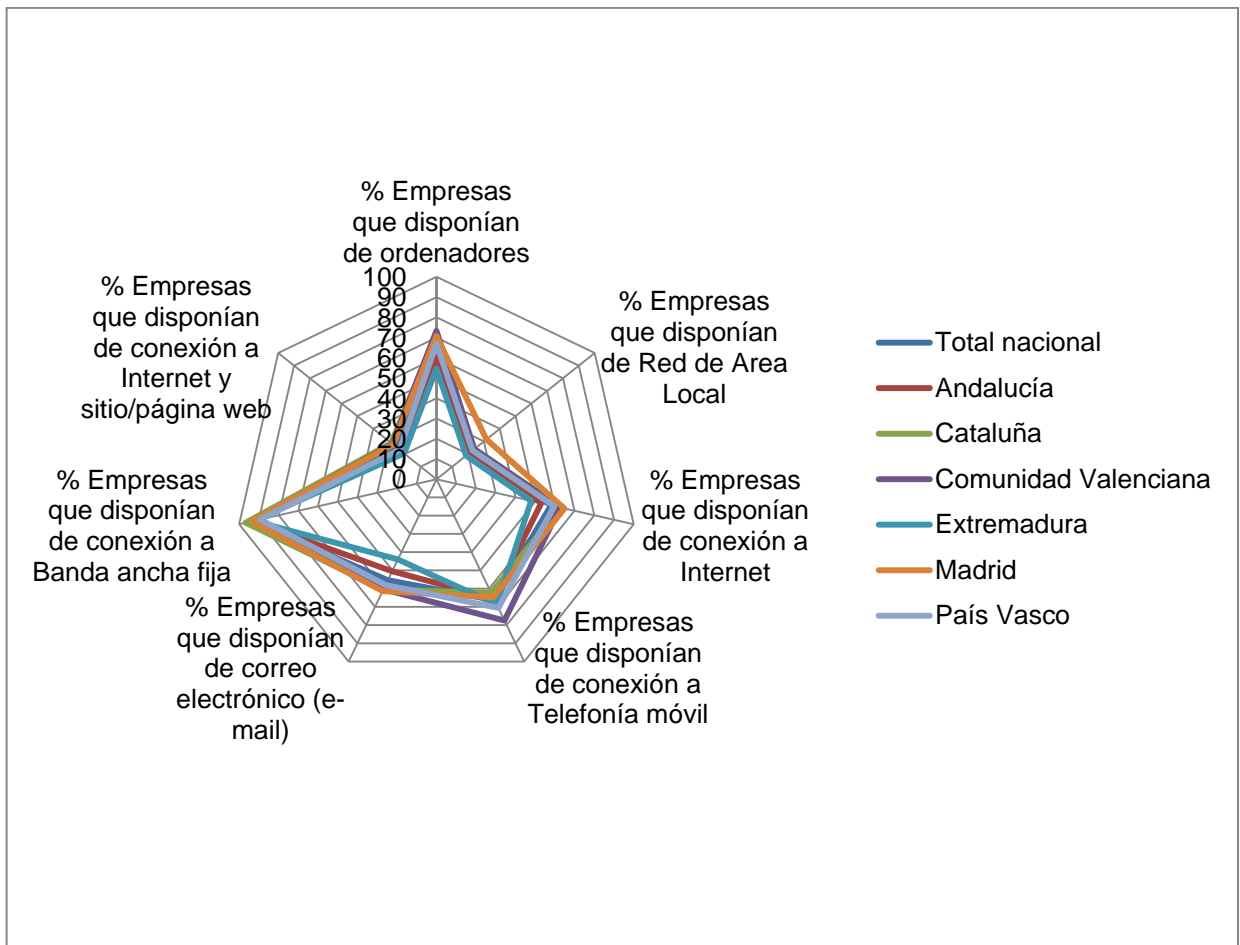 % Empresas
que disponían
de ordenadores
% Empresas
que disponían
de Red de Area
Local
% Empresas
que disponían
de conexión a
Internet
% Empresas
que disponían
de conexión a
Telefonía móvil
% Empresas
que disponían
de correo
electrónico (e-
mail)
% Empresas
que disponían
de conexión a
Banda ancha fija
% Empresas
que disponían
de conexión a
Internet y
sitio/página web
100
90
80
70
60
50
40
30
20
10
0
Total nacional
Andalucía
Cataluña
Comunidad Valenciana
Extremadura
Madrid
País Vasco